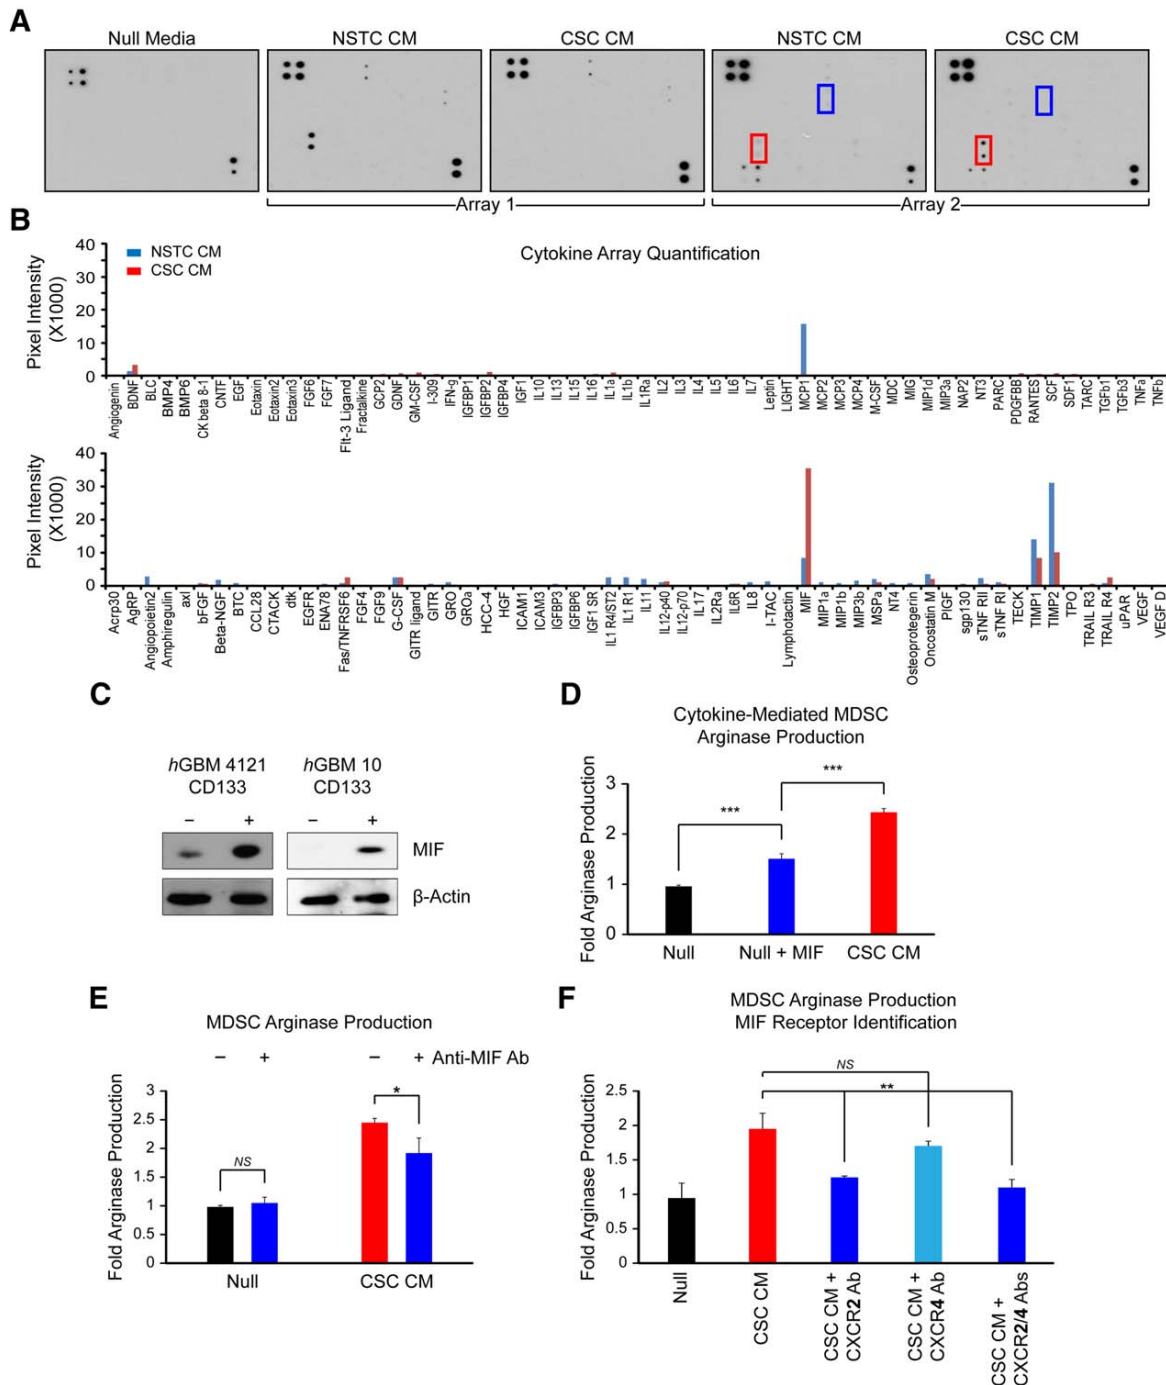 A
Null Media
NSTC CM
CSC CM
NSTC CM
CSC CM
Array 1
Array 2
B
Cytokine Array Quantification
NSTC CM
CSC CM
Pixel Intensity
(X1000)
40
30
20
10
0
Angiogenin
BDNF
BLC
BMP4
BMP6
CK beta 8-1
CNTF
EGF
Eotaxin
Eotaxin2
Eotaxin3
FGF6
FGF7
Flt-3 Ligand
Fractalkine
GCP2
GDNF
GM-CSF
I-309
IFN-g
IGFBP1
IGFBP2
IGFBP4
IGF1
IL10
IL13
IL15
IL16
IL1a
IL1b
IL1Ra
IL2
IL3
IL4
IL5
IL6
IL7
Leptin
LIGHT
MCP1
MCP2
MCP3
MCP4
M-CSF
MDC
MIG
MIP1d
MIP3a
NAP2
NT3
PARC
PDGFBB
RANTES
SCF
SDF1
TARC
TGFb1
TGFb3
TNFa
TNFb
Pixel Intensity
(X1000)
40
30
20
10
0
Acrp30
AgRP
Angiopoietin2
Amphiregulin
axl
bFGF
Beta-NGF
BTC
CCL28
CTACK
dtk
EGFR
ENA78
Fas/TNFRSF6
FGF4
FGF9
G-CSF
GITR ligand
GITR
GRO
GROa
HCC-4
HGF
ICAM1
ICAM3
IGFBP3
IGFBP6
IGF1 SR
IL1 R4/ST2
IL1 R1
IL11
IL12-p40
IL12-p70
IL17
IL2Ra
IL6R
IL8
I-TAC
Lymphotactin
MIF
MIP1a
MIP1b
MIP3b
MSPa
NT4
Osteoprotegerin
Oncostatin M
PlGF
sgp130
sTNF RII
sTNF RI
TECK
TIMP1
TIMP2
TPO
TRAIL R3
TRAIL R4
uPAR
VEGF
VEGF D
C
hGBM 4121
CD133
hGBM 10
CD133
− +
− +
MIF
β-Actin
D
Cytokine-Mediated MDSC
Arginase Production
Fold Arginase Production
3
2
1
0
***
***
Null
Null + MIF
CSC CM
E
MDSC Arginase Production
− + − + Anti-MIF Ab
Fold Arginase Production
3
2.5
2
1.5
1
0.5
0
NS
*
Null
CSC CM
F
MDSC Arginase Production
MIF Receptor Identification
Fold Arginase Production
2.5
2
1.5
1
0.5
0
NS
**
Null
CSC CM
CSC CM +
CXCR2 Ab
CSC CM +
CXCR4 Ab
CSC CM +
CXCR2/4 Abs